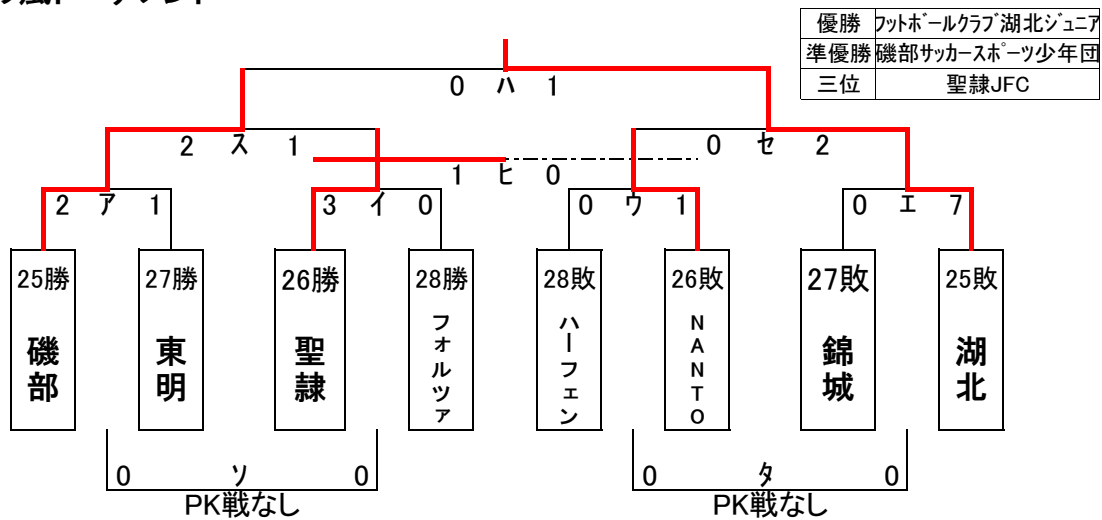 優勝 フットボールクラブ湖北ジュニア
準優勝 磯部サッカースポーツ少年団
三位 聖隷JFC
0 ハ 1
2 ス 1
0 セ 2
1 ヒ 0
2 ア 1
3 イ 0
0 ウ 1
0 エ 7
25勝 磯部
27勝 東明
26勝 聖隷
28勝 フォルツァ
28敗 ハーフェン
26敗 NANTO
27敗 錦城
25敗 湖北
0 ソ 0
PK戦なし
0 タ 0
PK戦なし